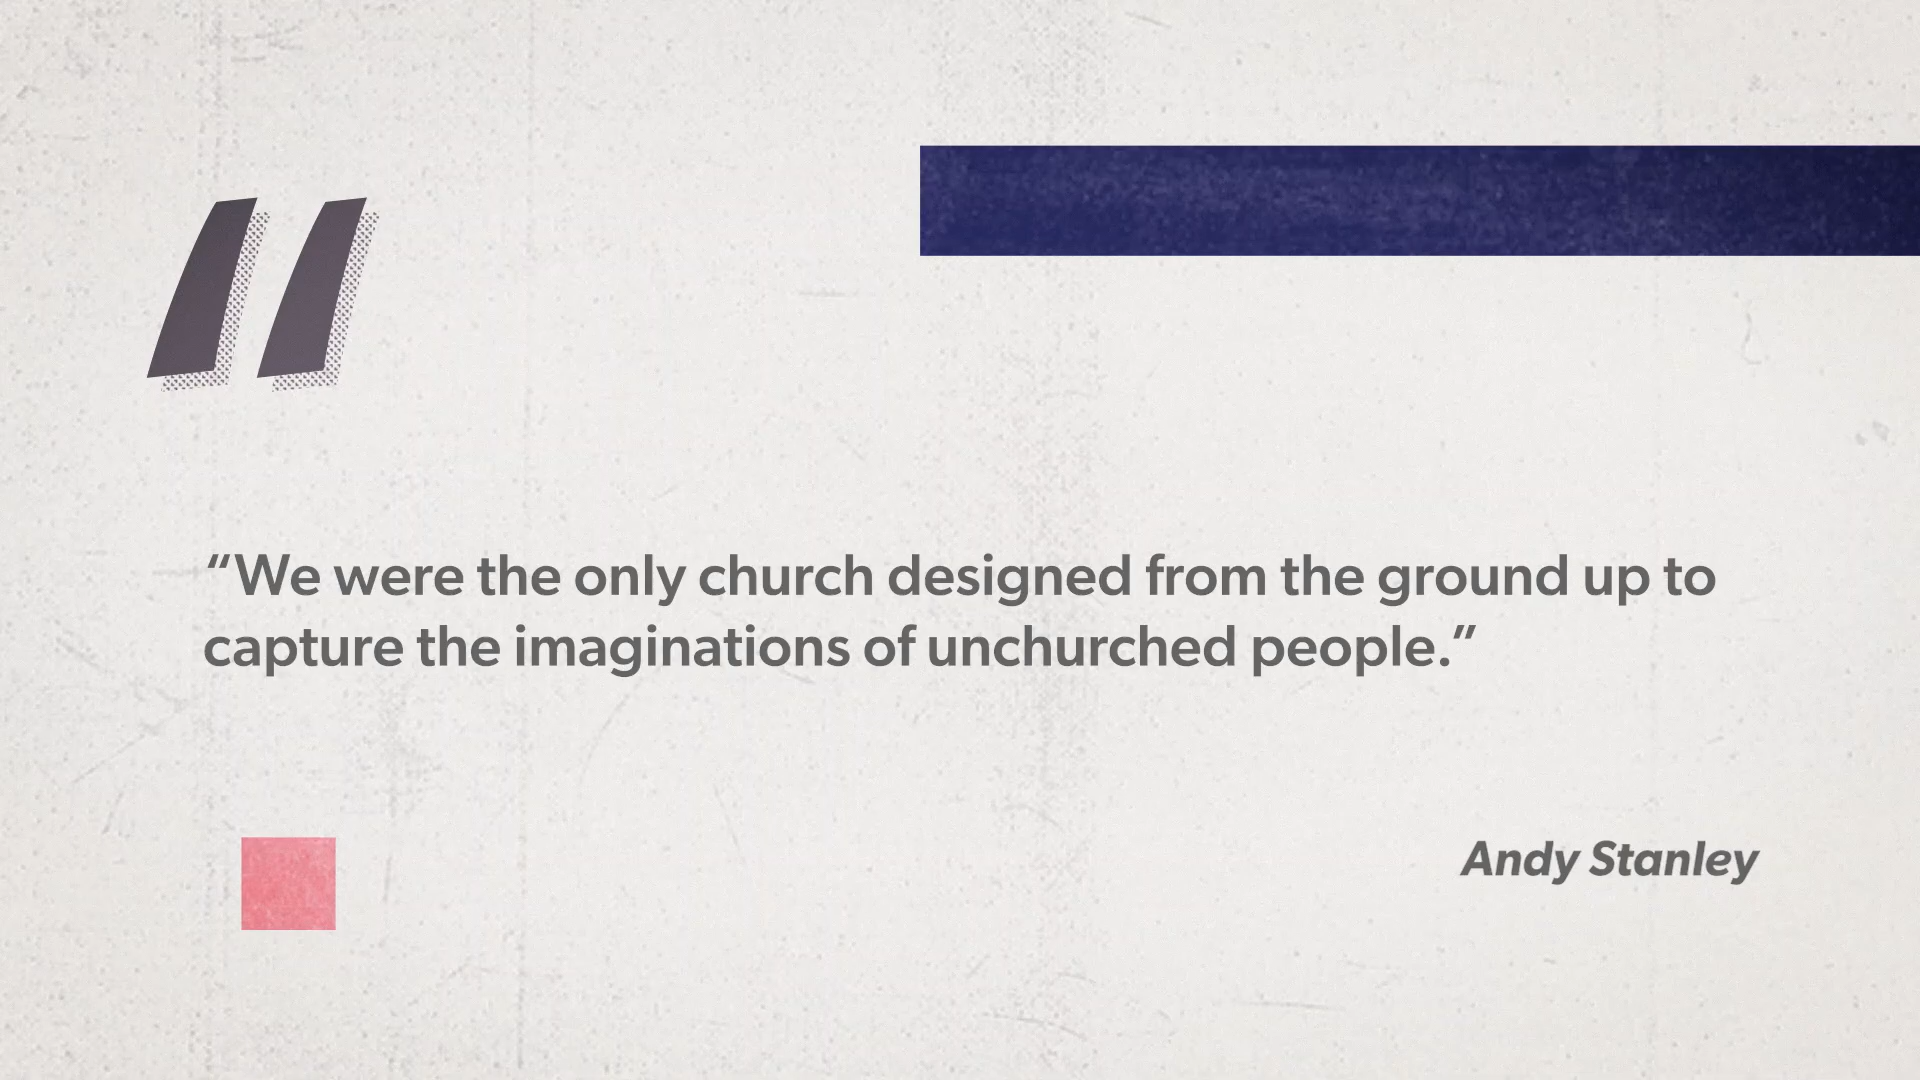 “We were the only church designed from the ground up to
capture the imaginations of unchurched people.”
Andy Stanley